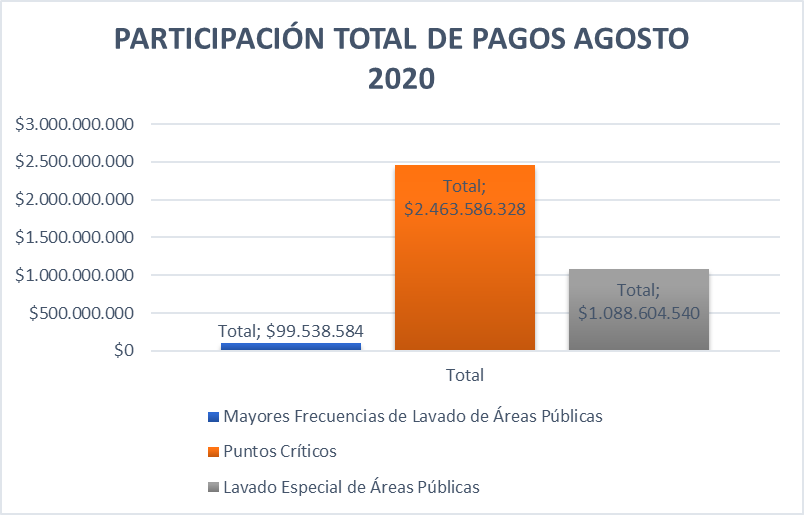 PARTICIPACIÓN TOTAL DE PAGOS AGOSTO
2020
$3.000.000.000
$2.500.000.000
$2.000.000.000
$1.500.000.000
$1.000.000.000
$500.000.000
$0
Total; $99.538.584
Total;
$2.463.586.328
Total;
$1.088.604.540
Total
Mayores Frecuencias de Lavado de Áreas Públicas
Puntos Críticos
Lavado Especial de Áreas Públicas